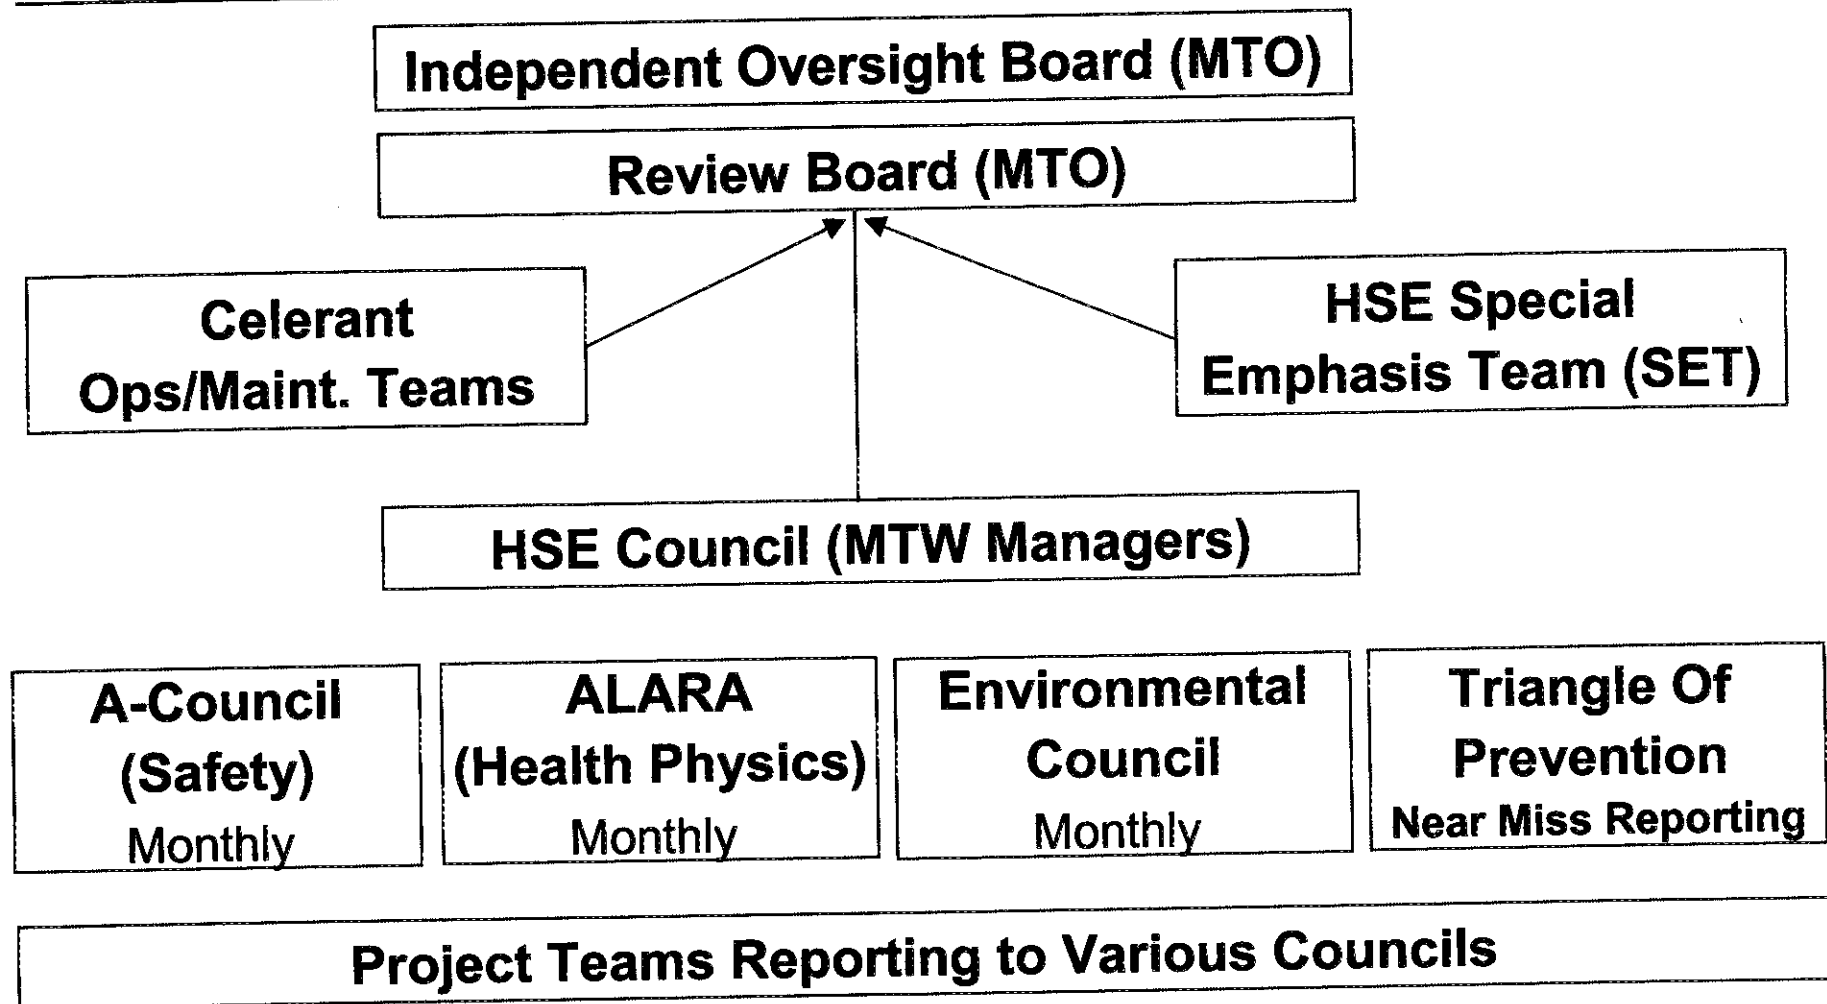 Independent Oversight Board (MTO)
Review Board (MTO)
Celerant
Ops/Maint. Teams
HSE Special
Emphasis Team (SET)
HSE Council (MTW Managers)
A-Council
(Safety)
Monthly
ALARA
(Health Physics)
Monthly
Environmental
Council
Monthly
Triangle Of
Prevention
Near Miss Reporting
Project Teams Reporting to Various Councils